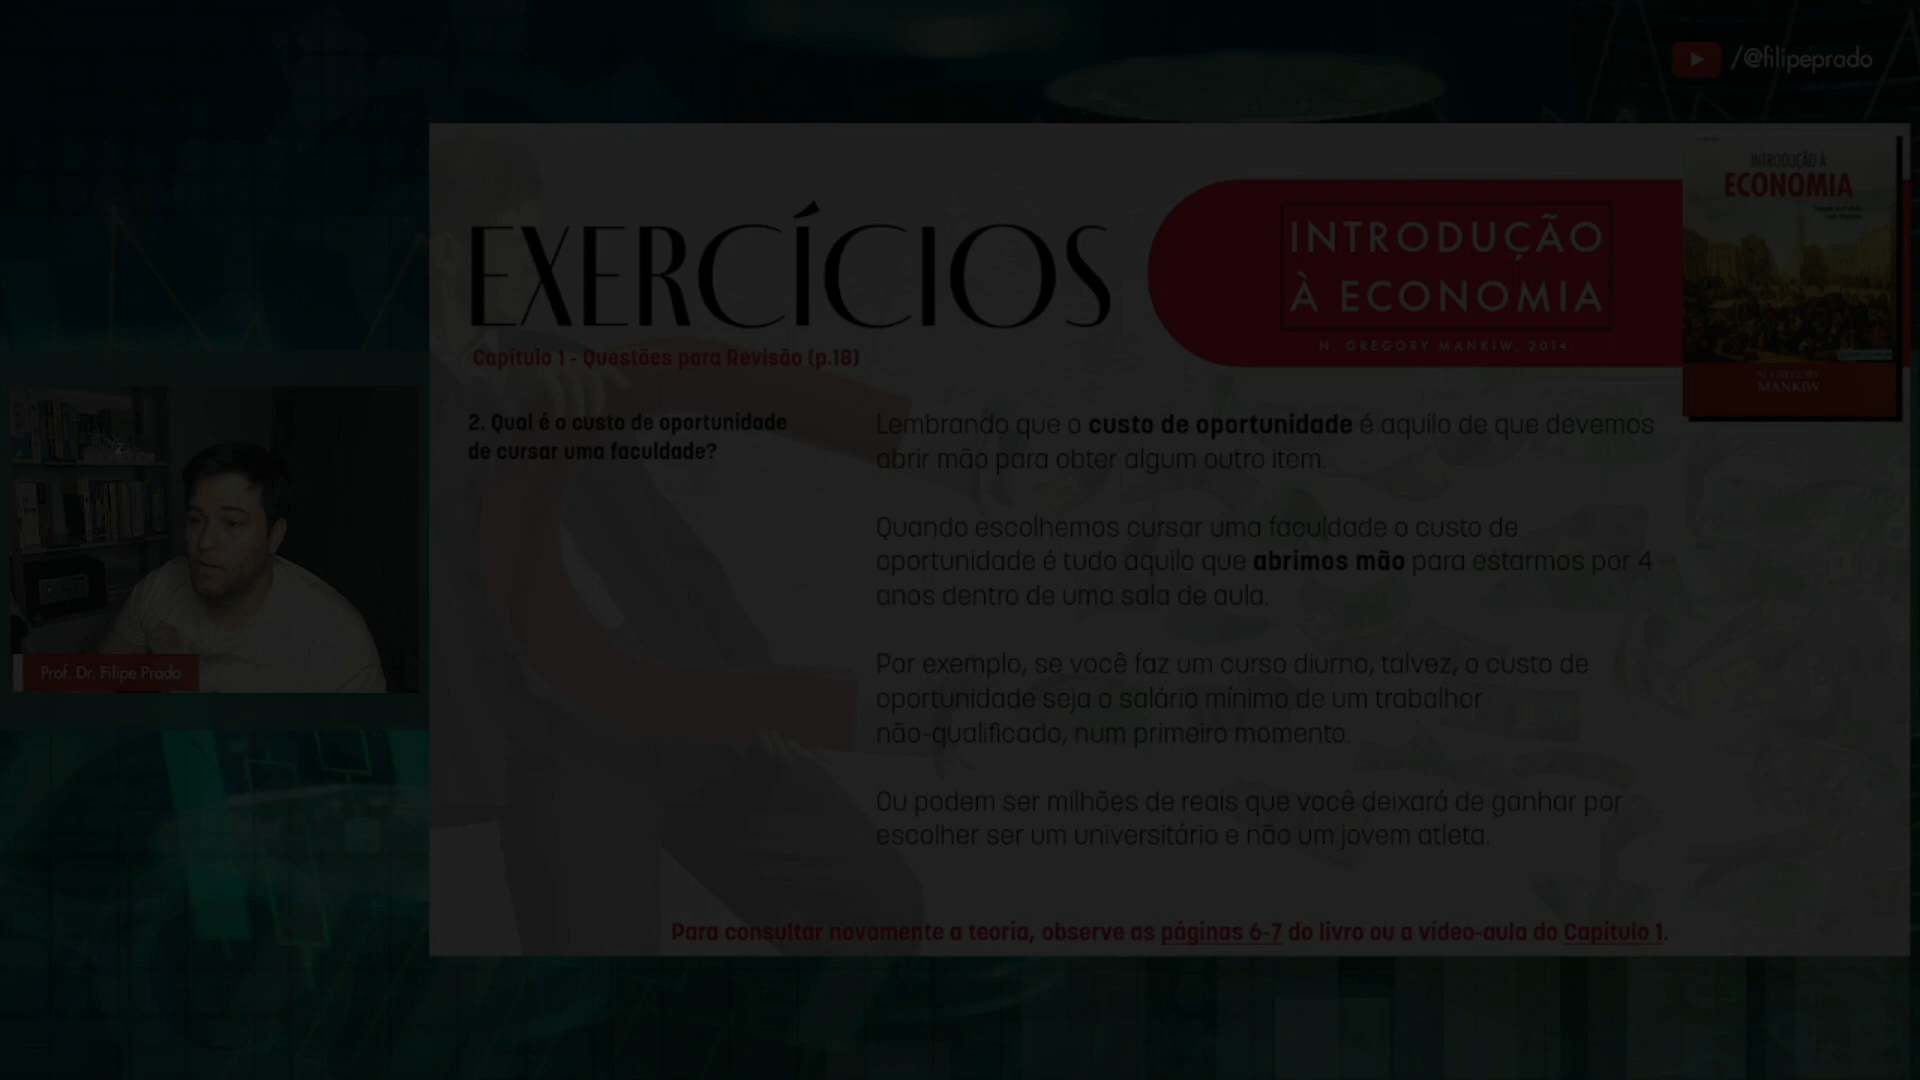 /@filipeprado
EXERCÍCIOS
INTRODUÇÃO
À ECONOMIA
N. GREGORY MANKIW, 2014.
INTRODUÇÃO À
ECONOMIA
N. GREGORY
MANKIW
Capítulo 1 - Questões para Revisão (p.18)
2. Qual é o custo de oportunidade
de cursar uma faculdade?
Lembrando que o custo de oportunidade é aquilo de que devemos
abrir mão para obter algum outro item.
Quando escolhemos cursar uma faculdade o custo de
oportunidade é tudo aquilo que abrimos mão para estarmos por 4
anos dentro de uma sala de aula.
Por exemplo, se você faz um curso diurno, talvez, o custo de
oportunidade seja o salário mínimo de um trabalhor
não-qualificado, num primeiro momento.
Ou podem ser milhões de reais que você deixará de ganhar por
escolher ser um universitário e não um jovem atleta.
Prof. Dr. Filipe Prado
Para consultar novamente a teoria, observe as páginas 6-7 do livro ou a vídeo-aula do Capítulo 1.